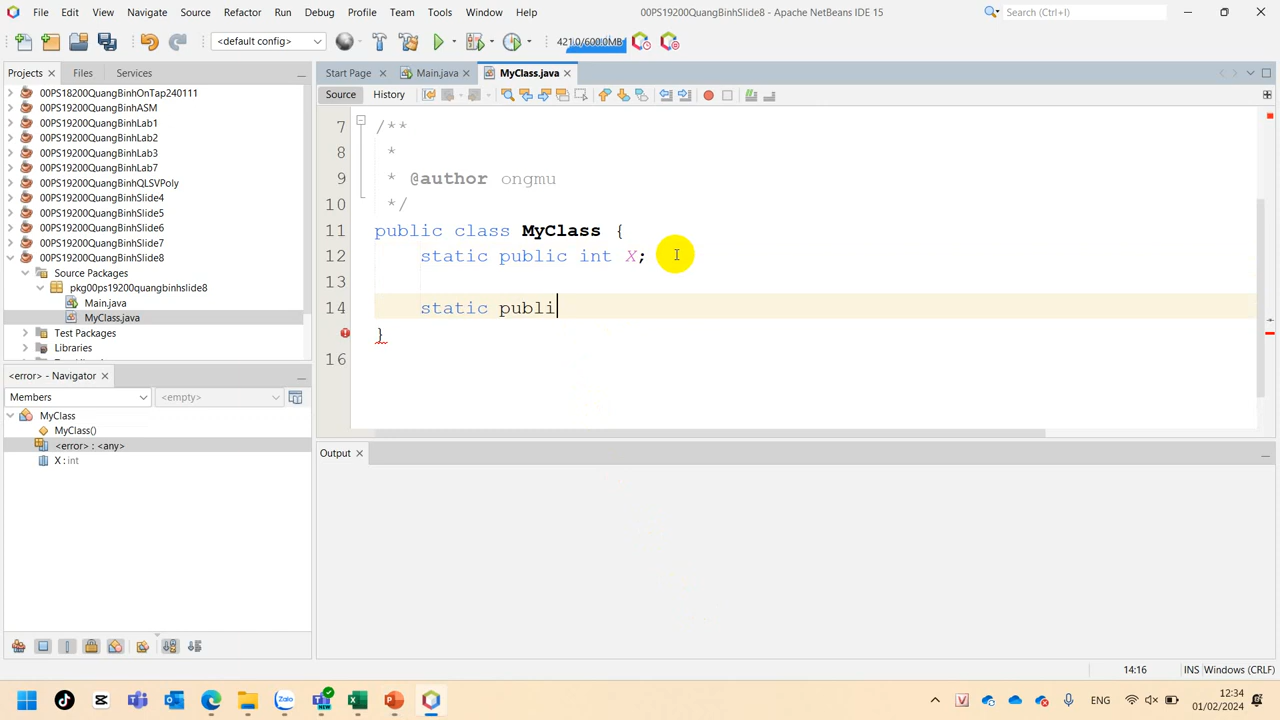 File Edit View Navigate Source Refactor Run Debug Profile Team Tools Window Help 00PS19200QuangBinhSlide8 - Apache NetBeans IDE 15 Search (Ctrl+I)
<default config> 421.0/600.0MB
Projects Files Services Start Page Main.java MyClass.java
Source History
00PS18200QuangBinhOnTap240111
00PS19200QuangBinhASM
00PS19200QuangBinhLab1
00PS19200QuangBinhLab2
00PS19200QuangBinhLab3
00PS19200QuangBinhLab7
00PS19200QuangBinhQLSVPoly
00PS19200QuangBinhSlide4
00PS19200QuangBinhSlide5
00PS19200QuangBinhSlide6
00PS19200QuangBinhSlide7
00PS19200QuangBinhSlide8
Source Packages
pkg00ps19200quangbinhslide8
Main.java
MyClass.java
Test Packages
Libraries
7 /**
8 *
9 * @author ongmu
10 */
11 public class MyClass {
12 static public int X;
13
14 static publi
}
16
<error> - Navigator
Members <empty>
MyClass
MyClass()
<error> : <any>
X : int
Output
14:16 INS Windows (CRLF)
ENG 12:34
01/02/2024